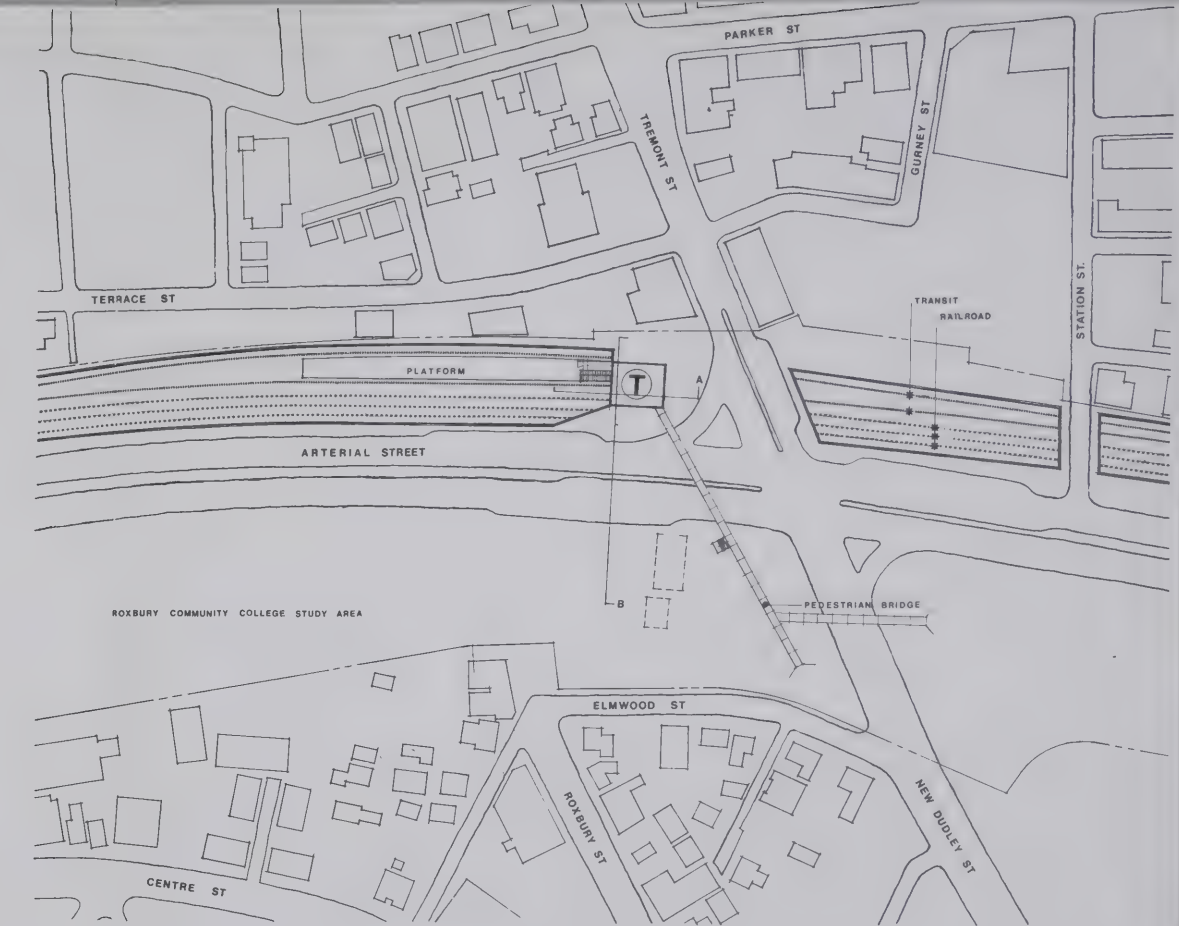 PARKER ST
TREMONT ST
GURNEY ST
STATION ST.
TERRACE ST
TRANSIT
RAILROAD
PLATFORM
T
A
ARTERIAL STREET
B
PEDESTRIAN BRIDGE
ROXBURY COMMUNITY COLLEGE STUDY AREA
ELMWOOD ST
ROXBURY ST
NEW DUDLEY ST
CENTRE ST